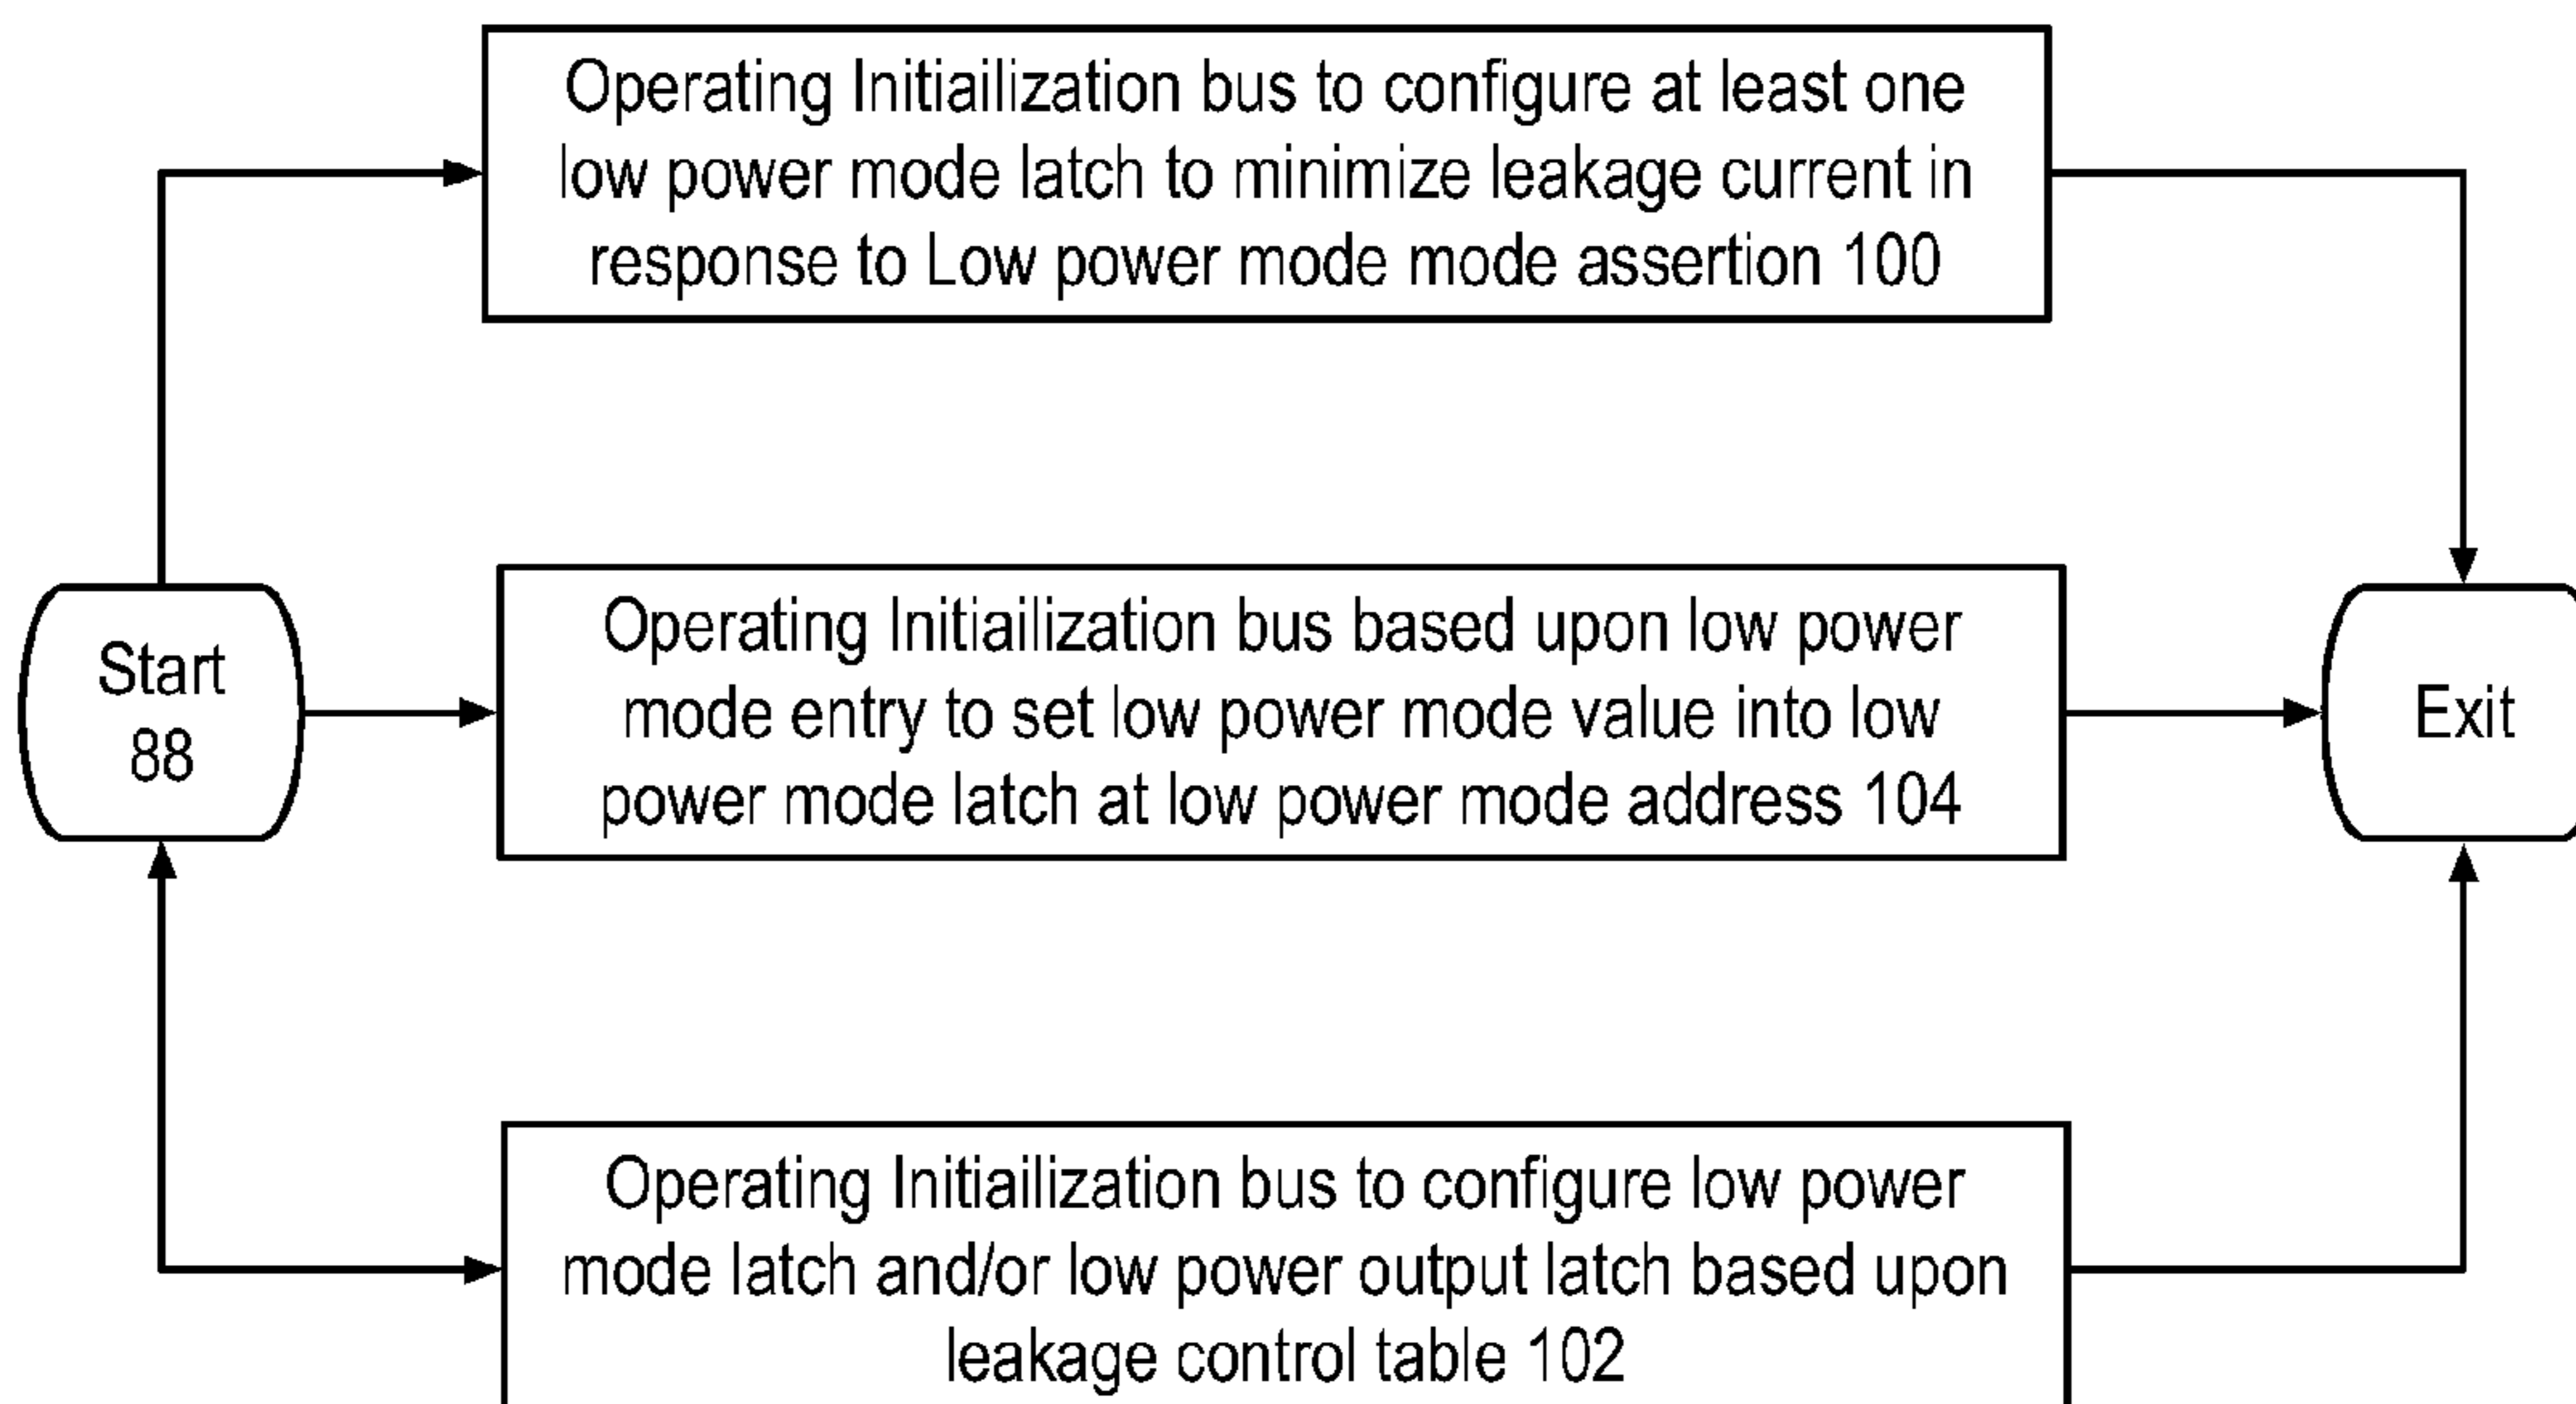 Operating Initiailization bus to configure at least one
low power mode latch to minimize leakage current in
response to Low power mode mode assertion 100
Start
88
Operating Initiailization bus based upon low power
mode entry to set low power mode value into low
power mode latch at low power mode address 104
Exit
Operating Initiailization bus to configure low power
mode latch and/or low power output latch based upon
leakage control table 102